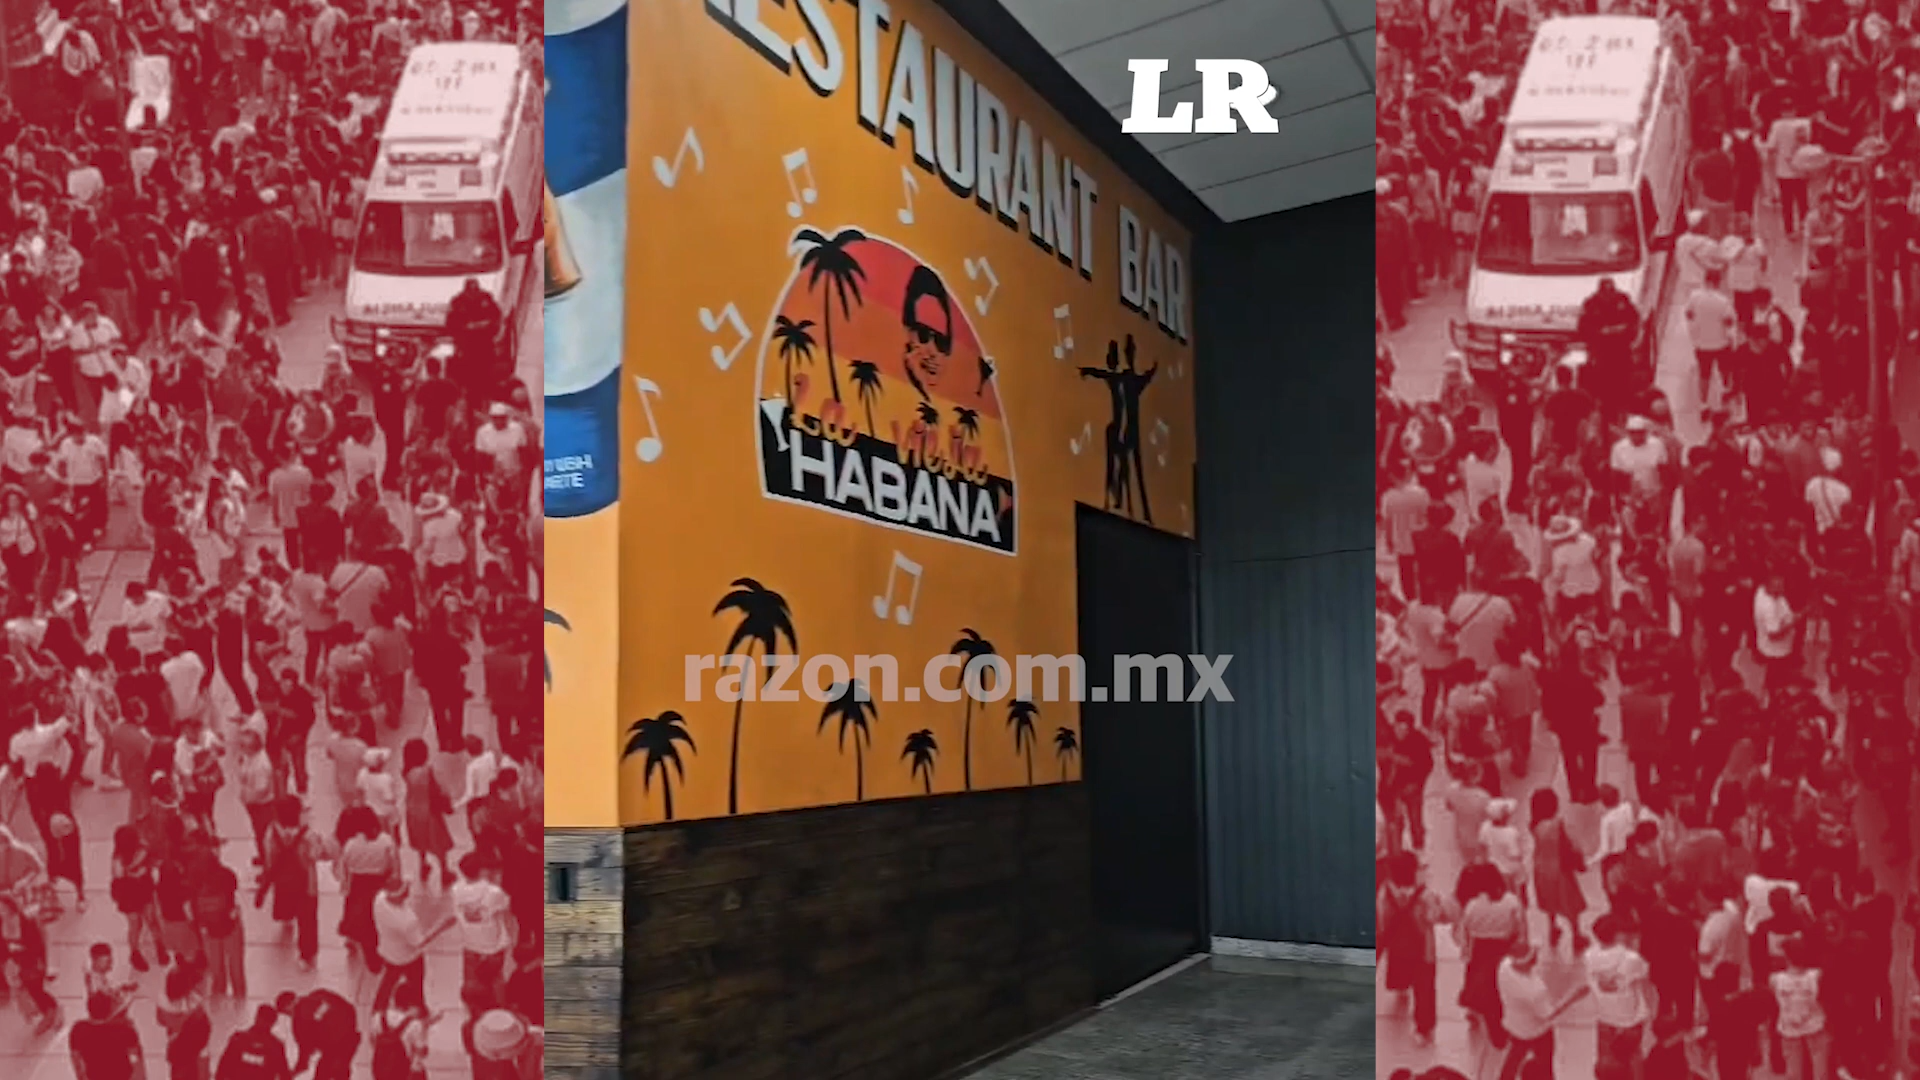 LR
RESTAURANT BAR
La vieja
HABANA
razon.com.mx